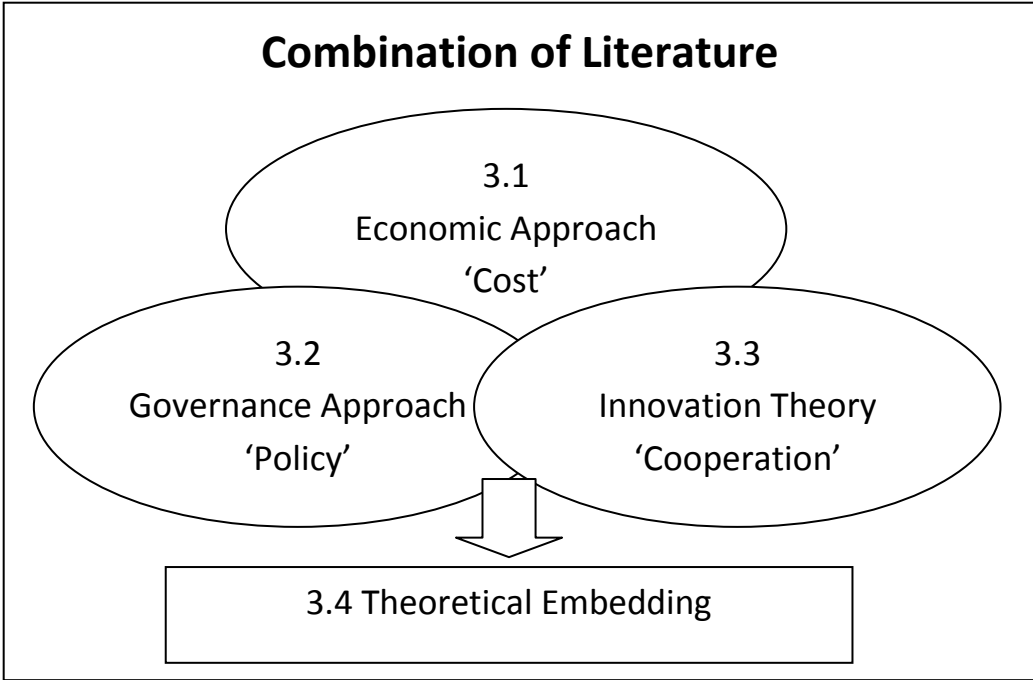 Combination of Literature
3.1
Economic Approach
‘Cost’
3.2
Governance Approach
‘Policy’
3.3
Innovation Theory
‘Cooperation’
3.4 Theoretical Embedding